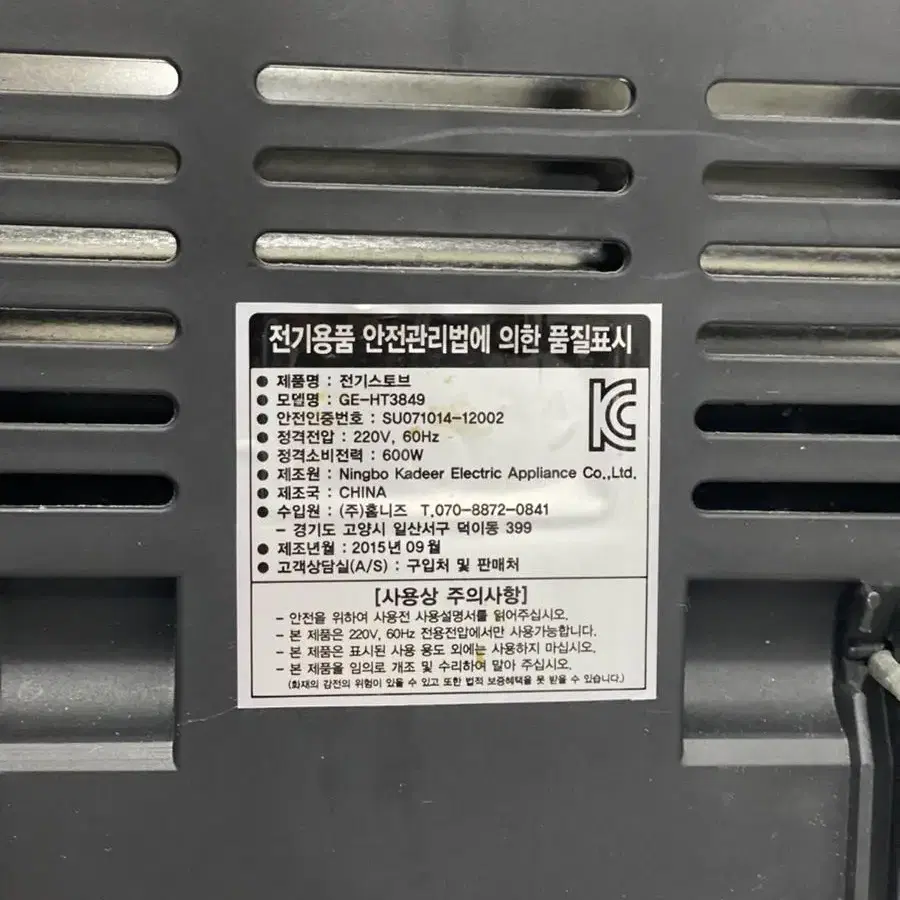 전기용품 안전관리법에 의한 품질표시
● 제품명 : 전기스토브
● 모델명 : GE-HT3849
● 안전인증번호 : SU071014-12002
● 정격전압 : 220V, 60Hz
● 정격소비전력 : 600W
● 제조원 : Ningbo Kadeer Electric Appliance Co.,Ltd.
● 제조국 : CHINA
● 수입원 : (주)홈니즈 T.070-8872-0841
- 경기도 고양시 일산서구 덕이동 399
● 제조년월 : 2015년 09월
● 고객상담실(A/S) : 구입처 및 판매처
[사용상 주의사항]
- 안전을 위하여 사용전 사용설명서를 읽어주십시오.
- 본 제품은 220V, 60Hz 전용전압에서만 사용가능합니다.
- 본 제품은 표시된 사용 용도 외에는 사용하지 마십시오.
- 본 제품을 임의로 개조 및 수리하여 말아 주십시오.
(화재의 감전의 위험이 있을 수 있고 또한 법적 보증혜택을 못 받을 수 있습니다.)